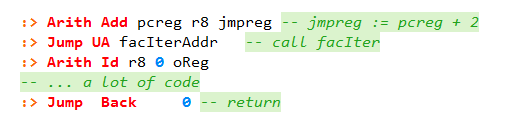 :> Arith Add pcreg r8 jmpreg -- jmpreg := pcreg + 2
:> Jump UA facIterAddr -- call facIter
:> Arith Id r8 0 oReg
-- ... a lot of code
:> Jump Back 0 -- return